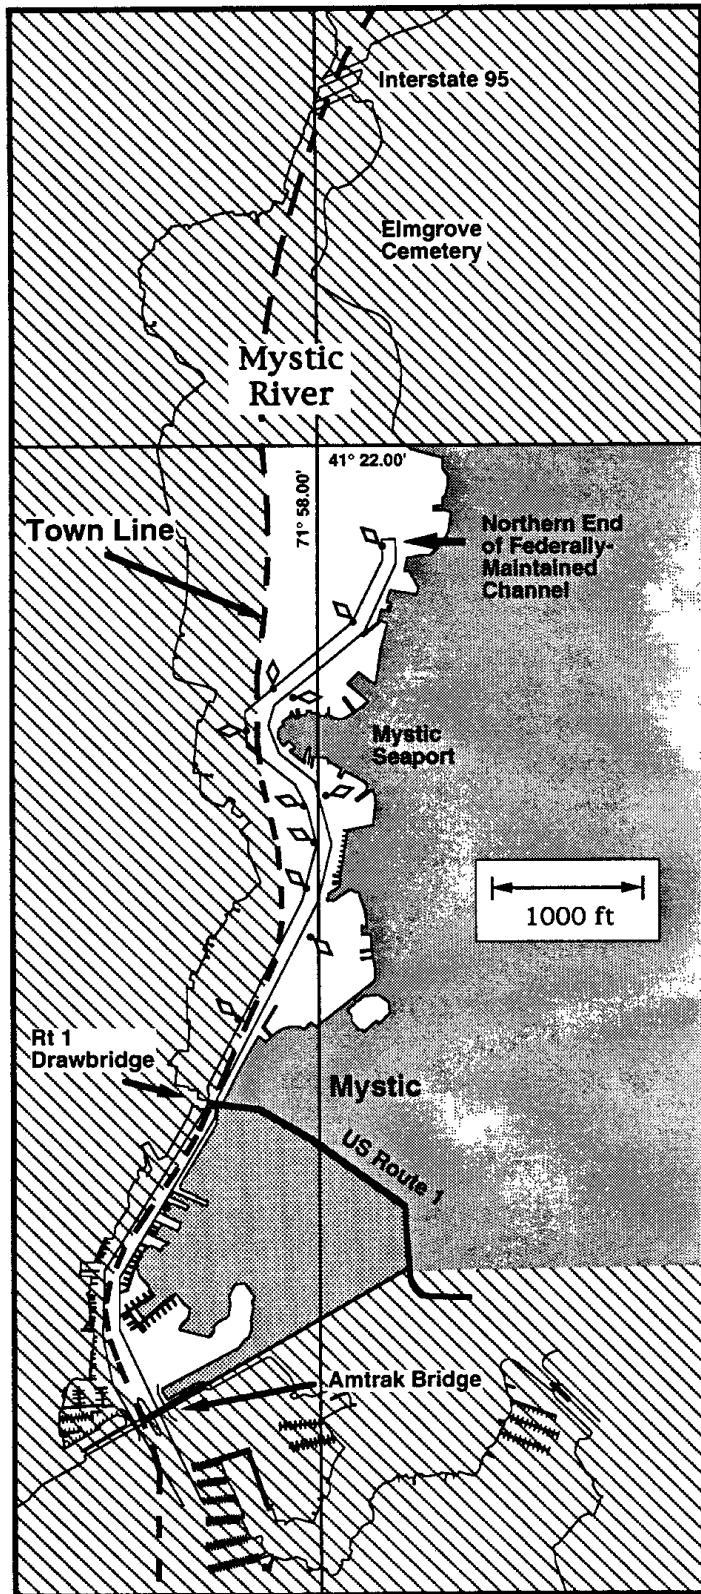 Interstate 95
Elmgrove
Cemetery
Mystic
River
41° 22.00'
71° 58.00'
Town Line
Northern End
of Federally-
Maintained
Channel
Mystic
Seaport
1000 ft
Rt 1
Drawbridge
Mystic
US Route 1
Amtrak Bridge